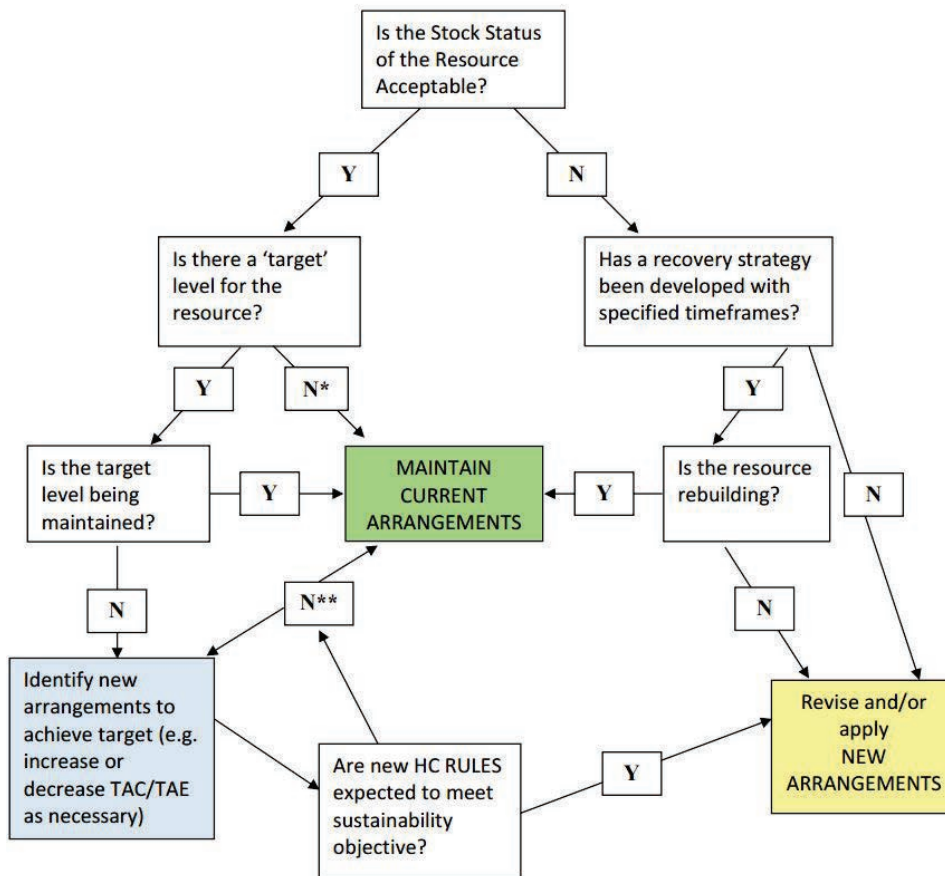 Is the Stock Status
of the Resource
Acceptable?
Y
N
Is there a ‘target’
level for the
resource?
Has a recovery strategy
been developed with
specified timeframes?
Y
N*
Y
N
Is the target
level being
maintained?
Y
MAINTAIN
CURRENT
ARRANGEMENTS
Y
Is the resource
rebuilding?
N
N**
N
Identify new
arrangements to
achieve target (e.g.
increase or
decrease TAC/TAE
as necessary)
Are new HC RULES
expected to meet
sustainability
objective?
Y
Revise and/or
apply
NEW
ARRANGEMENTS